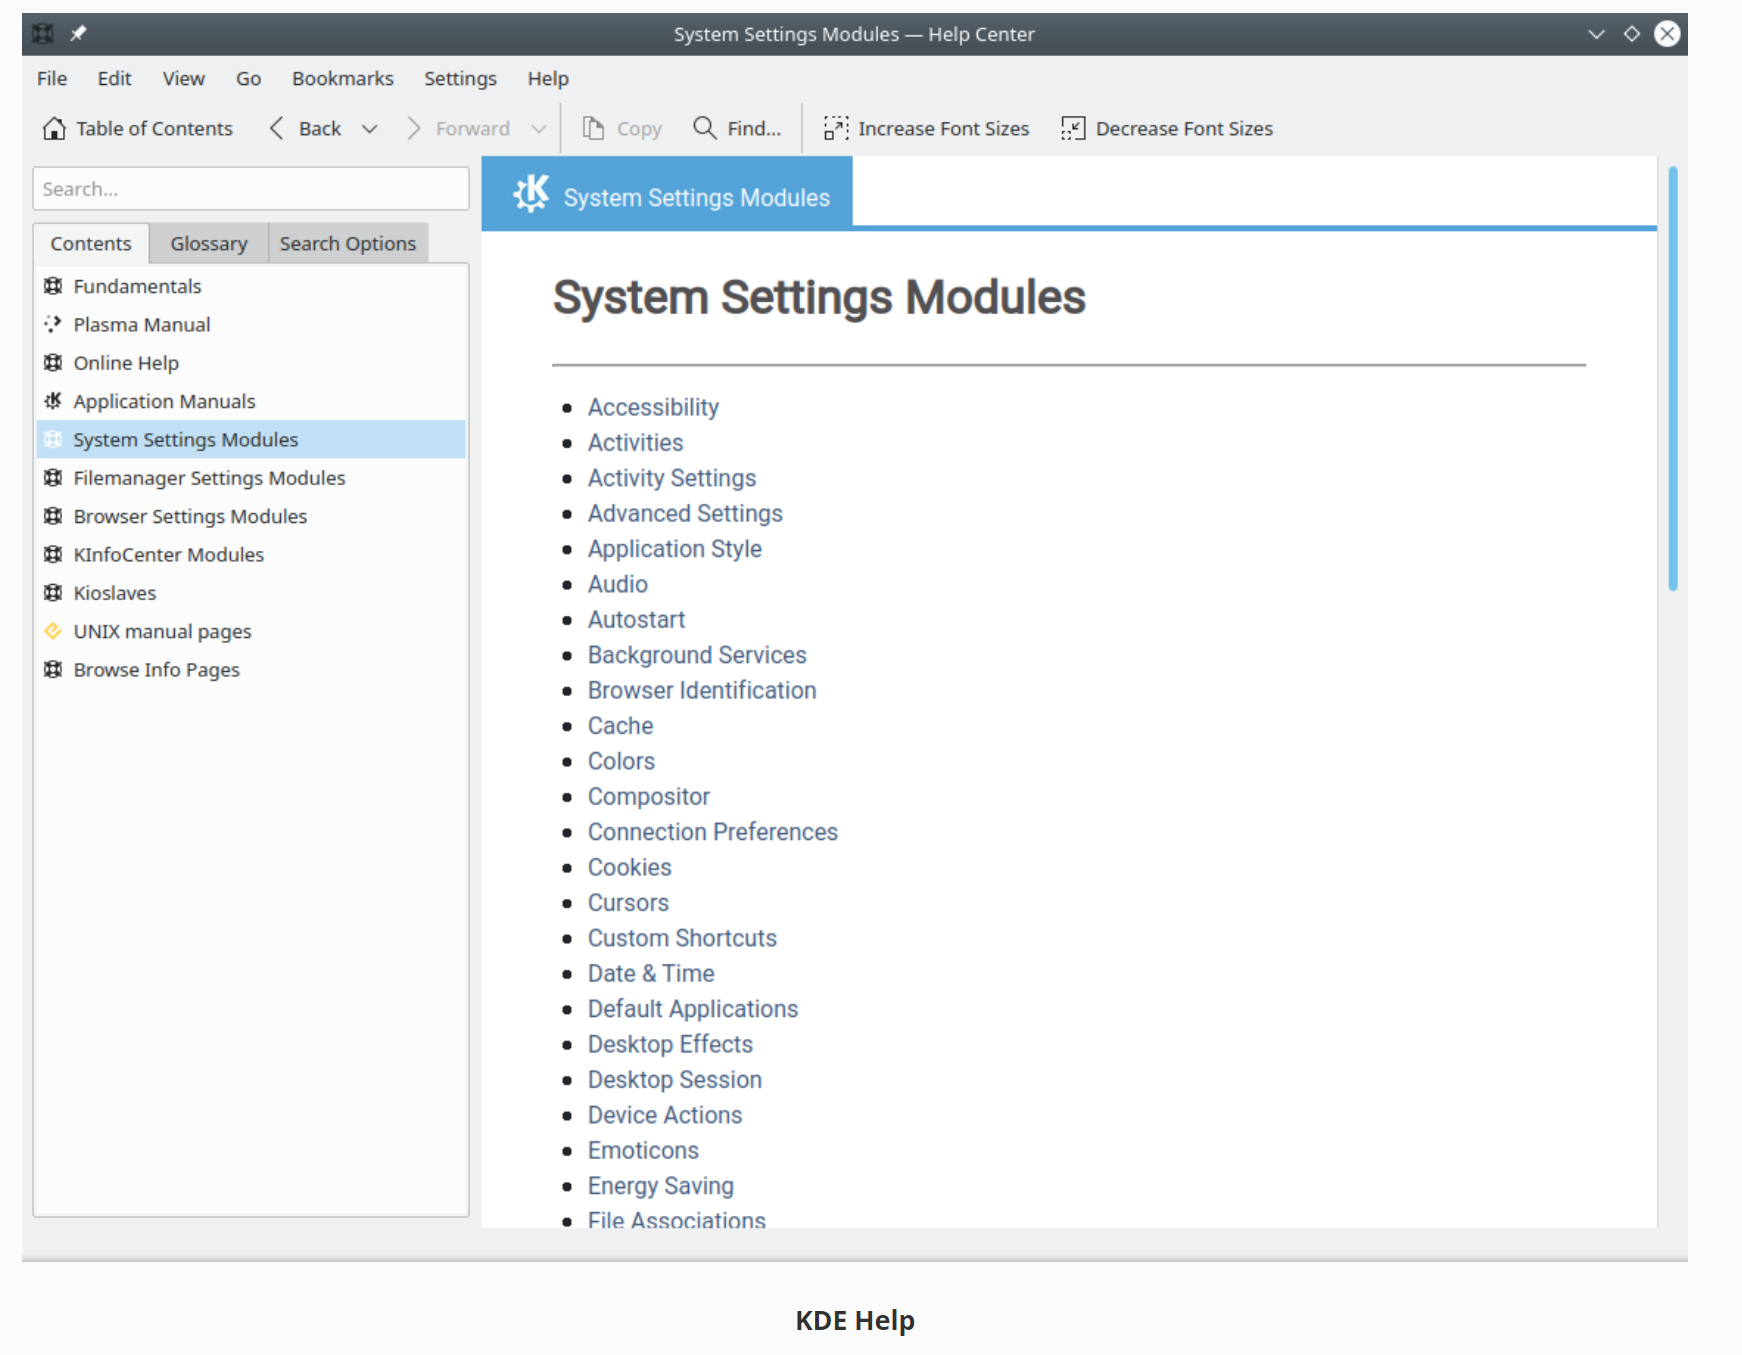 System Settings Modules — Help Center
File Edit View Go Bookmarks Settings Help
Table of Contents Back Forward Copy Find... Increase Font Sizes Decrease Font Sizes
Search...
Contents Glossary Search Options
Fundamentals
Plasma Manual
Online Help
Application Manuals
System Settings Modules
Filemanager Settings Modules
Browser Settings Modules
KInfoCenter Modules
Kioslaves
UNIX manual pages
Browse Info Pages
System Settings Modules
System Settings Modules
Accessibility
Activities
Activity Settings
Advanced Settings
Application Style
Audio
Autostart
Background Services
Browser Identification
Cache
Colors
Compositor
Connection Preferences
Cookies
Cursors
Custom Shortcuts
Date & Time
Default Applications
Desktop Effects
Desktop Session
Device Actions
Emoticons
Energy Saving
File Associations
KDE Help